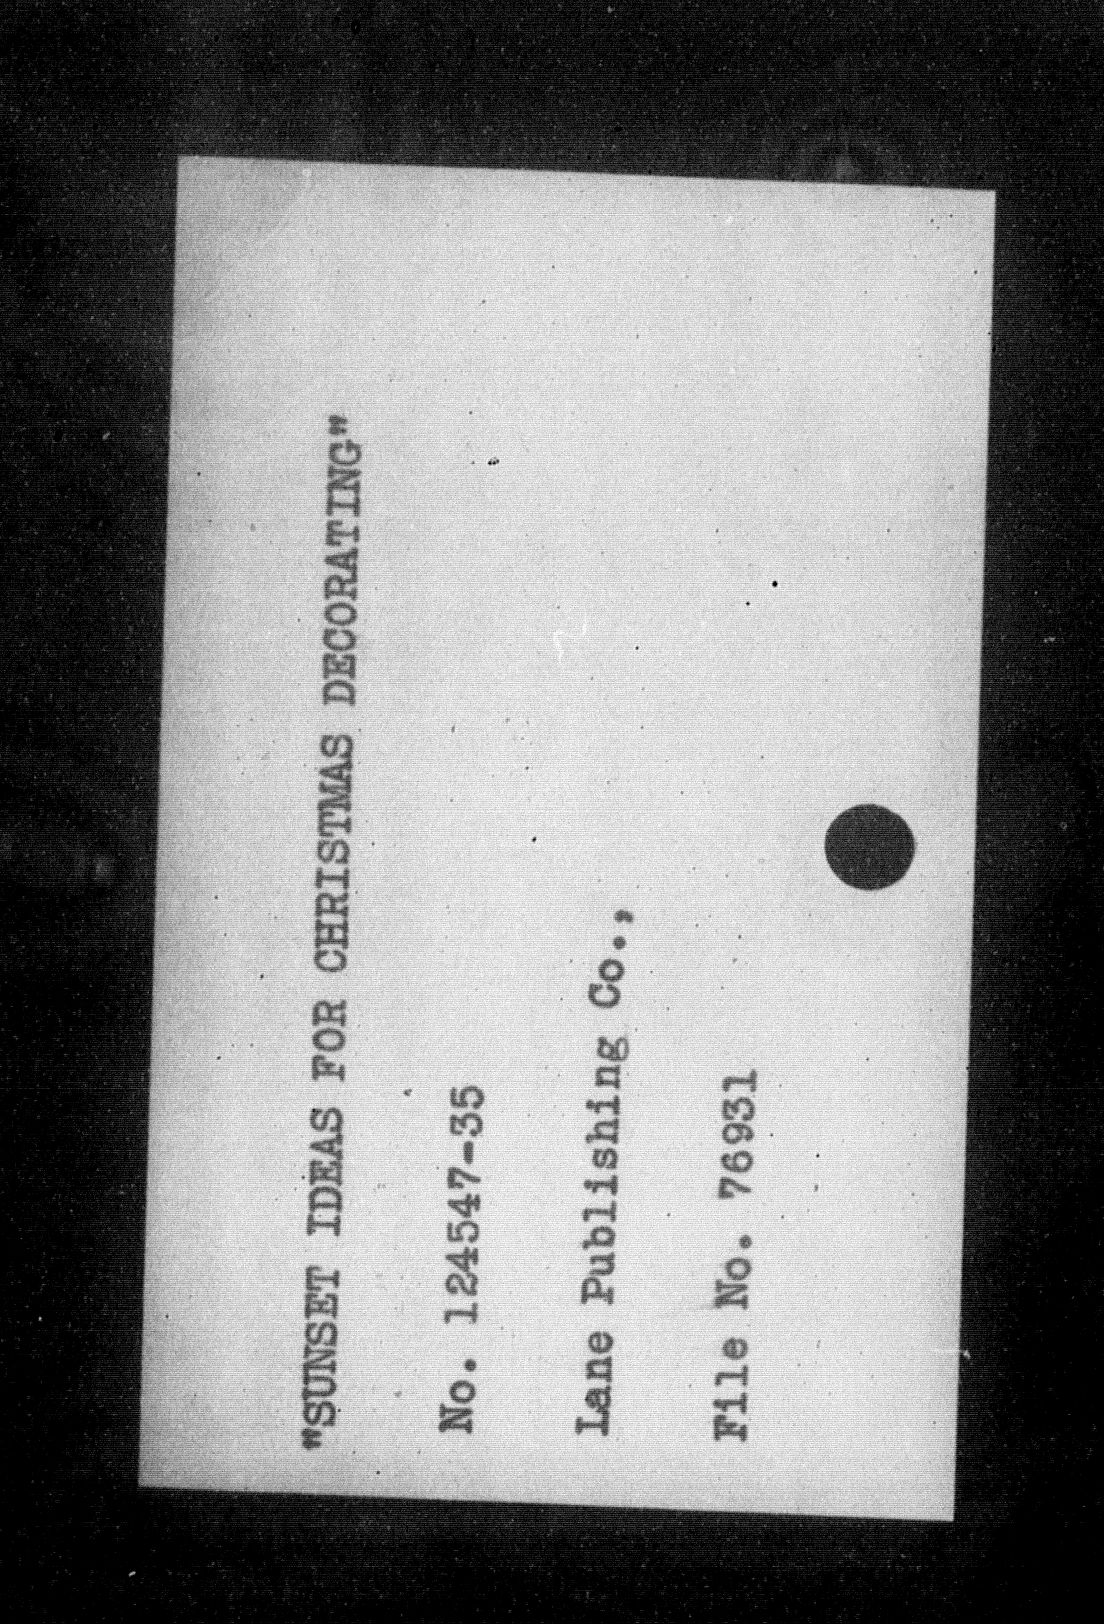 "SUNSET IDEAS FOR CHRISTMAS DECORATING"
No. 124547-35
Lane Publishing Co.,
File No. 76931